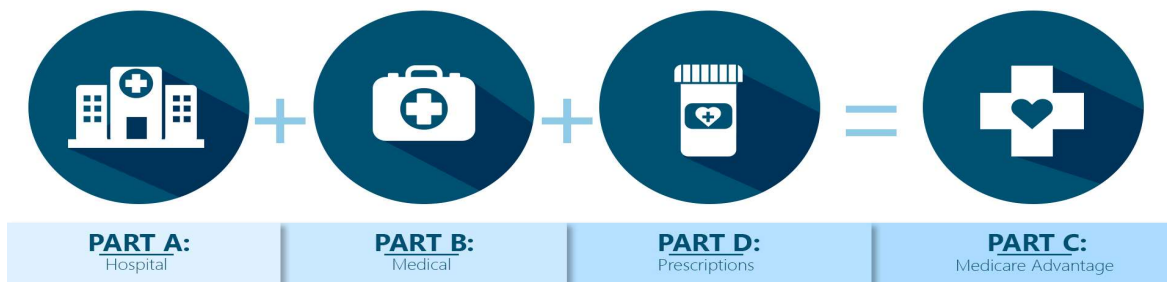 PART A:
Hospital
PART B:
Medical
PART D:
Prescriptions
PART C:
Medicare Advantage